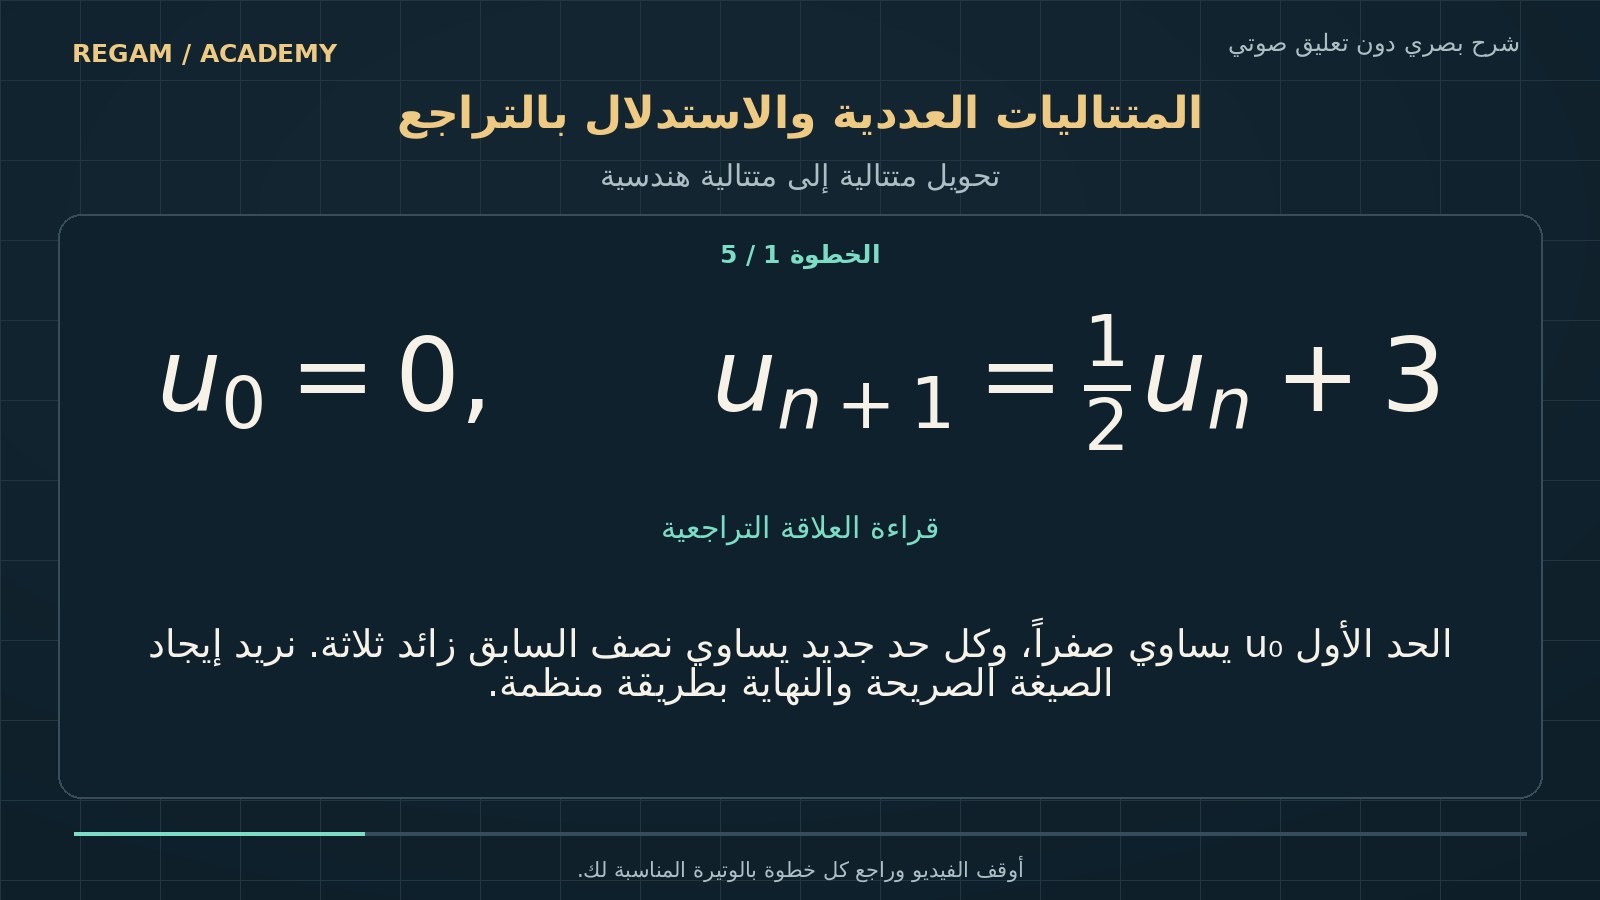 REGAM / ACADEMY
شرح بصري دون تعليق صوتي
المتتاليات العددية والاستدلال بالتراجع
تحويل متتالية إلى متتالية هندسية
الخطوة 1 / 5
u₀ = 0, uₙ₊₁ = ½uₙ + 3
قراءة العلاقة التراجعية
الحد الأول u₀ يساوي صفراً، وكل حد جديد يساوي نصف السابق زائد ثلاثة. نريد إيجاد
الصيغة الصريحة والنهاية بطريقة منظمة.
أوقف الفيديو وراجع كل خطوة بالوتيرة المناسبة لك.